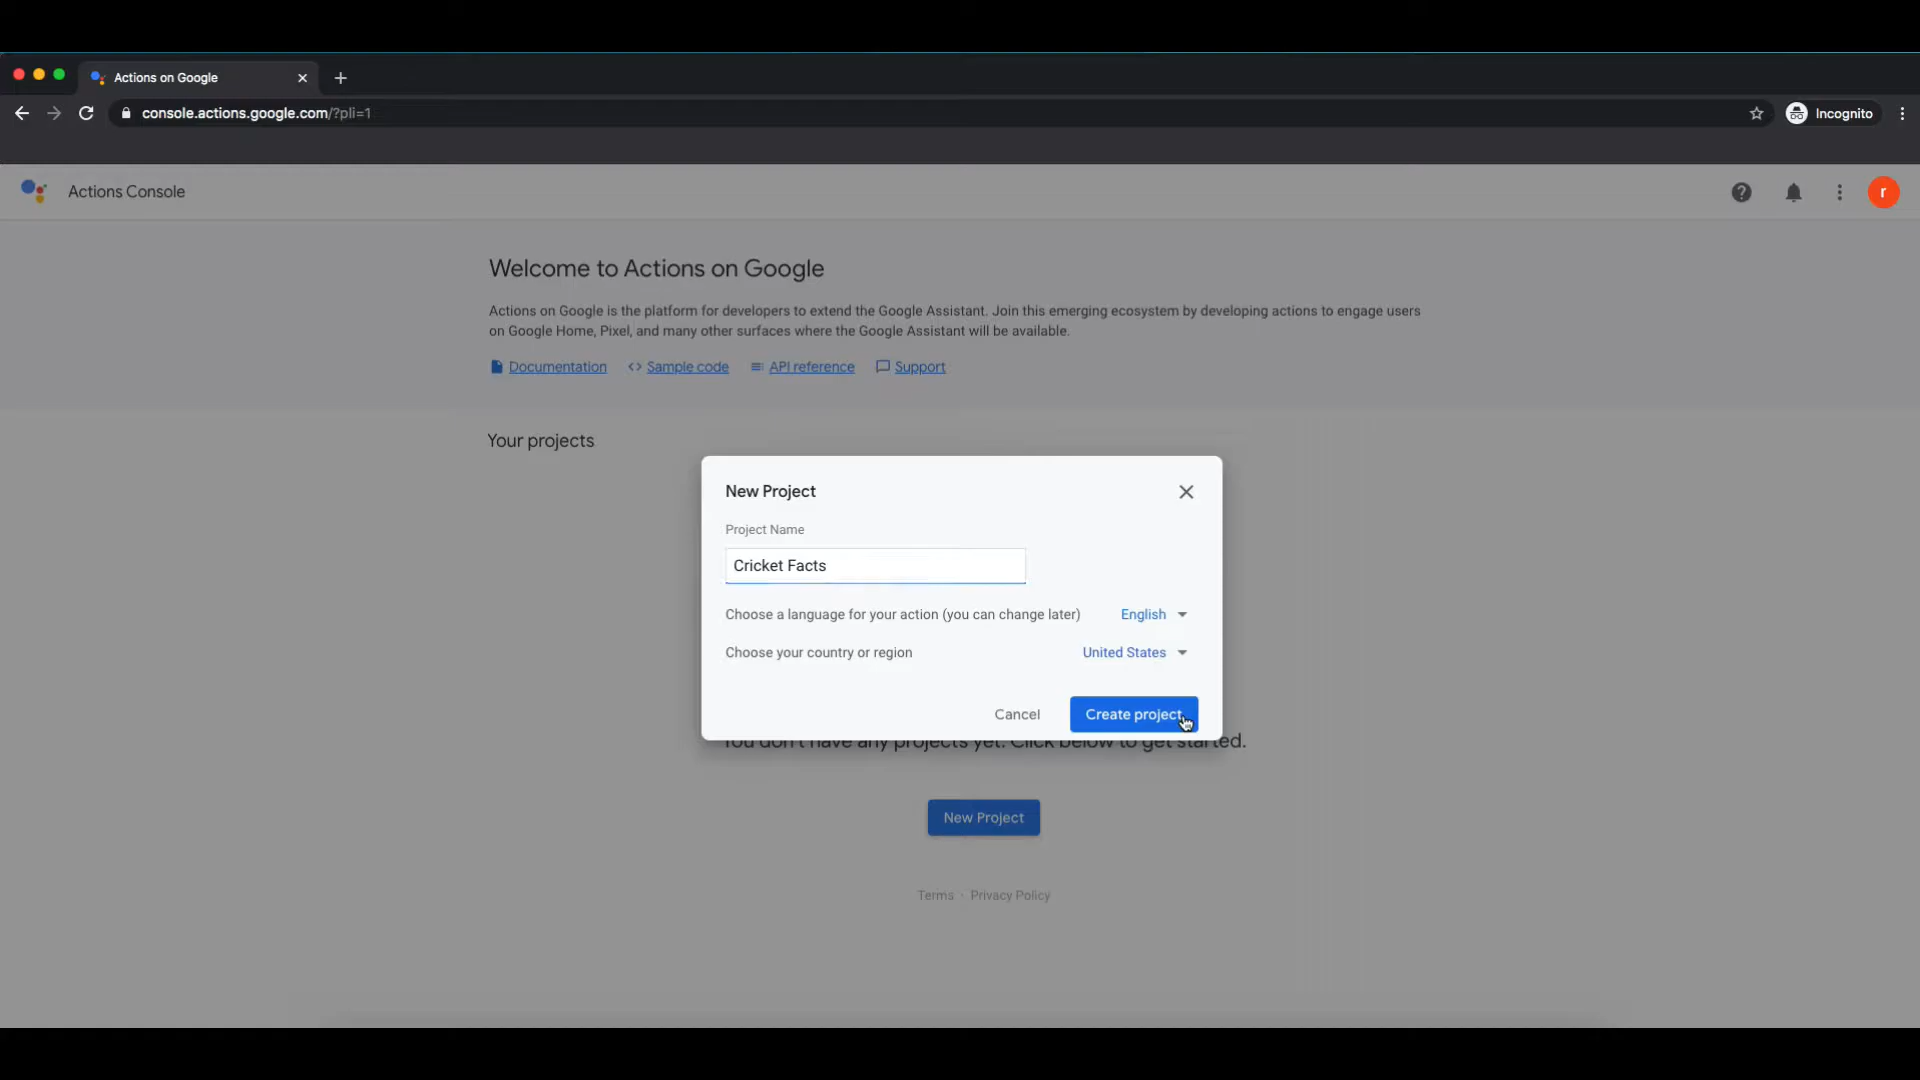 Actions on Google
console.actions.google.com/?pli=1
Incognito
Actions Console
r
Welcome to Actions on Google
Actions on Google is the platform for developers to extend the Google Assistant. Join this emerging ecosystem by developing actions to engage users
on Google Home, Pixel, and many other surfaces where the Google Assistant will be available.
Documentation
Sample code
API reference
Support
Your projects
New Project
Project Name
Cricket Facts
Choose a language for your action (you can change later)
English
Choose your country or region
United States
Cancel
Create project
You don't have any projects yet. Click below to get started.
New Project
Terms · Privacy Policy